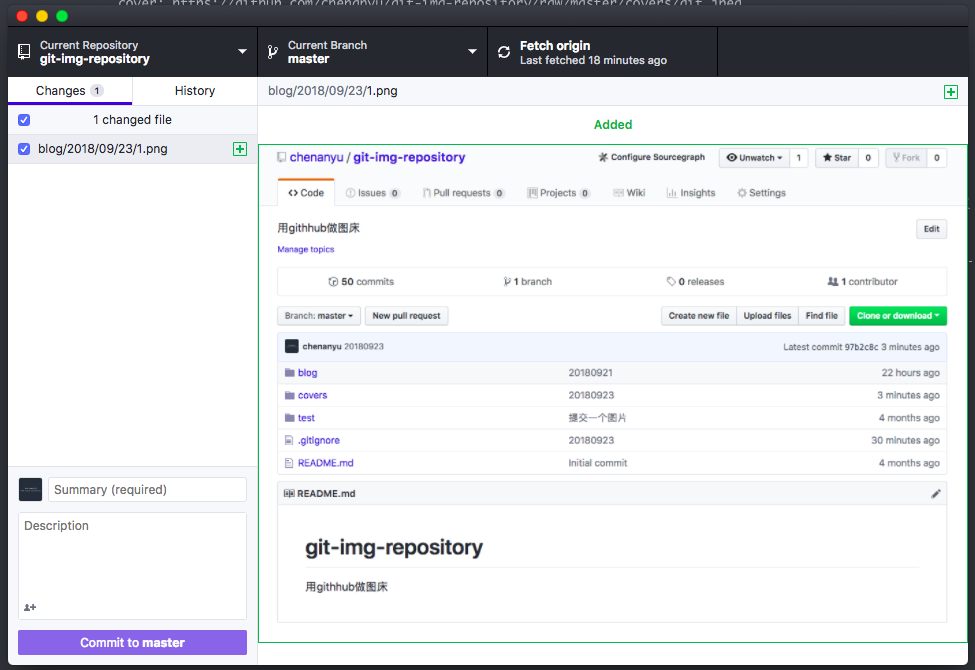 cover: https://github.com/chenanyu/git-img-repository/raw/master/covers/git.jpeg
Current Repository
git-img-repository
Current Branch
master
Fetch origin
Last fetched 18 minutes ago
Changes 1
History
blog/2018/09/23/1.png
1 changed file
Added
blog/2018/09/23/1.png
chenanyu / git-img-repository
Configure Sourcegraph
Unwatch 1
Star 0
Fork 0
Code
Issues 0
Pull requests 0
Projects 0
Wiki
Insights
Settings
用githhub做图床
Edit
Manage topics
50 commits
1 branch
0 releases
1 contributor
Branch: master
New pull request
Create new file
Upload files
Find file
Clone or download
chenanyu 20180923
Latest commit 97b2c8c 3 minutes ago
blog 20180921 22 hours ago
covers 20180923 3 minutes ago
test 提交一个图片 4 months ago
.gitignore 20180923 30 minutes ago
README.md Initial commit 4 months ago
README.md
git-img-repository
用githhub做图床
Summary (required)
Description
Commit to master